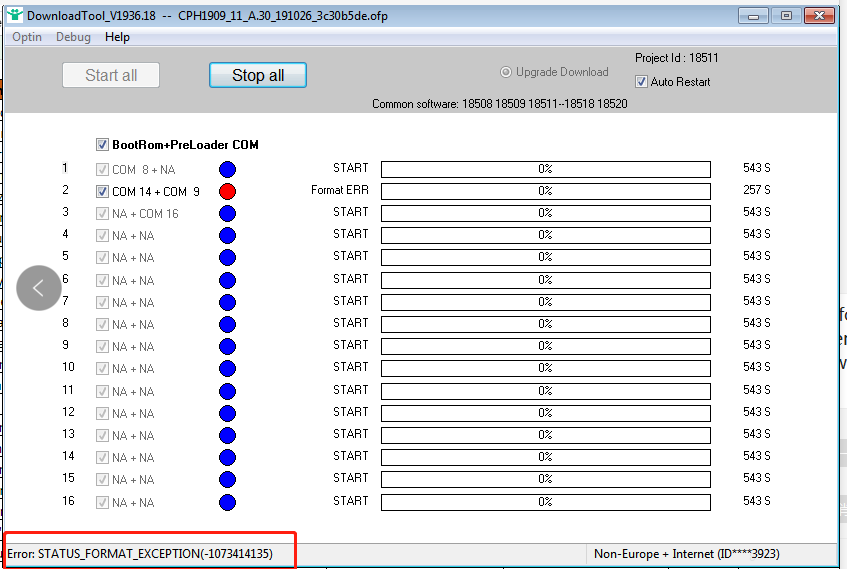 DownloadTool_V1936.18 -- CPH1909_11_A.30_191026_3c30b5de.ofp
Optin Debug Help
Start all Stop all Upgrade Download Project Id : 18511
Auto Restart
Common software: 18508 18509 18511--18518 18520
BootRom+PreLoader COM
1 COM 8 + NA START 0% 543 S
2 COM 14 + COM 9 Format ERR 0% 257 S
3 NA + COM 16 START 0% 543 S
4 NA + NA START 0% 543 S
5 NA + NA START 0% 543 S
6 NA + NA START 0% 543 S
7 NA + NA START 0% 543 S
8 NA + NA START 0% 543 S
9 NA + NA START 0% 543 S
10 NA + NA START 0% 543 S
11 NA + NA START 0% 543 S
12 NA + NA START 0% 543 S
13 NA + NA START 0% 543 S
14 NA + NA START 0% 543 S
15 NA + NA START 0% 543 S
16 NA + NA START 0% 543 S
Error: STATUS_FORMAT_EXCEPTION(-1073414135) Non-Europe + Internet (ID****3923)